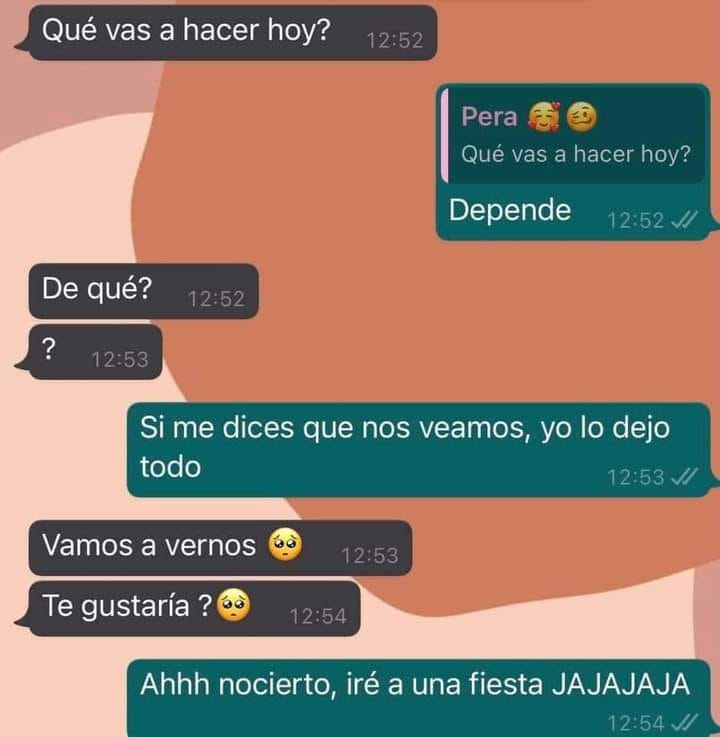 Qué vas a hacer hoy? 12:52
Pera 🥰🥴
Qué vas a hacer hoy?
Depende 12:52
De qué? 12:52
? 12:53
Si me dices que nos veamos, yo lo dejo
todo 12:53
Vamos a vernos 🥺 12:53
Te gustaría ?🥺 12:54
Ahhh nocierto, iré a una fiesta JAJAJAJA
12:54